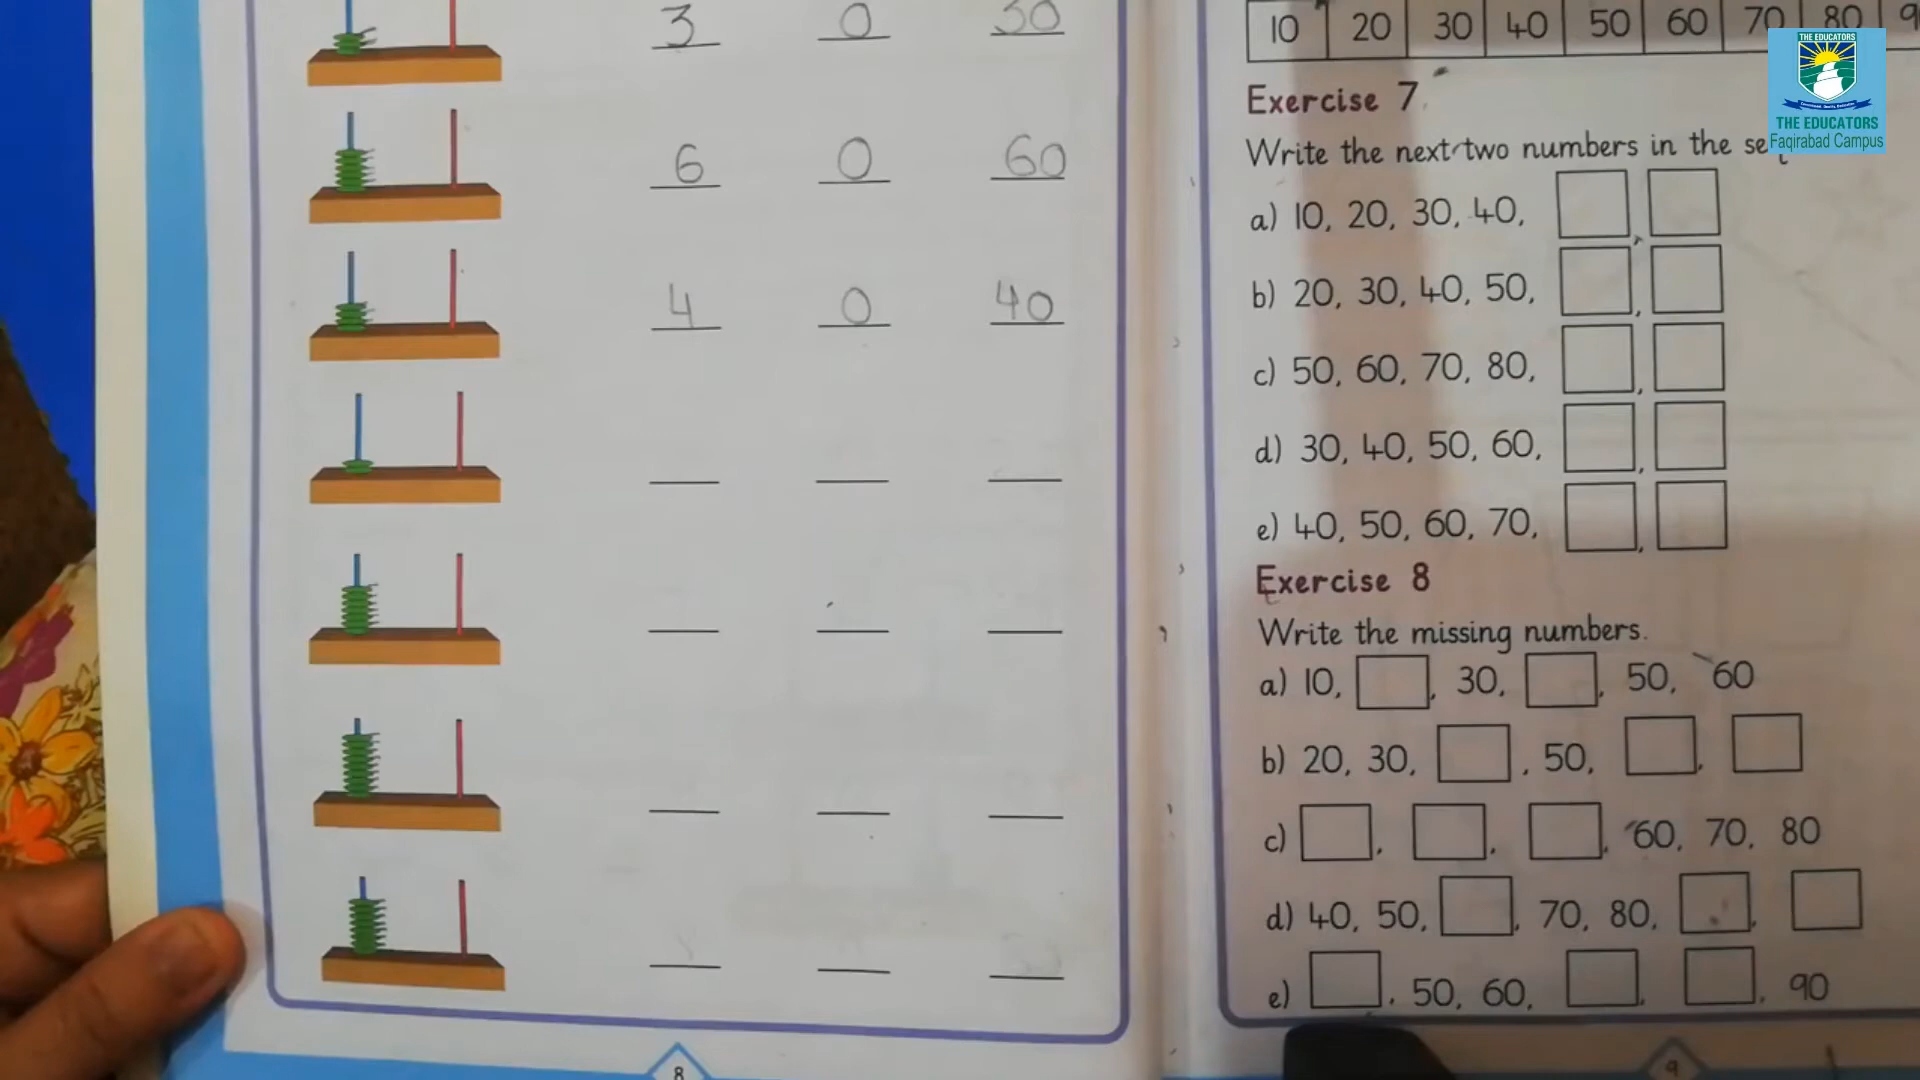 3 0 30
6 0 60
4 0 40
8
10 20 30 40 50 60 70 80
Exercise 7
Write the next two numbers in the
a) 10, 20, 30, 40,
b) 20, 30, 40, 50,
c) 50, 60, 70, 80,
d) 30, 40, 50, 60,
e) 40, 50, 60, 70,
Exercise 8
Write the missing numbers.
a) 10, , 30, , 50, 60
b) 20, 30, , 50, ,
c) , , , 60, 70, 80
d) 40, 50, , 70, 80, ,
e) , 50, 60, , , 90
9
THE EDUCATORS
THE EDUCATORS
Faqirabad Campus